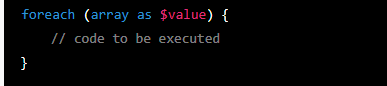 foreach (array as $value) {
    // code to be executed
}